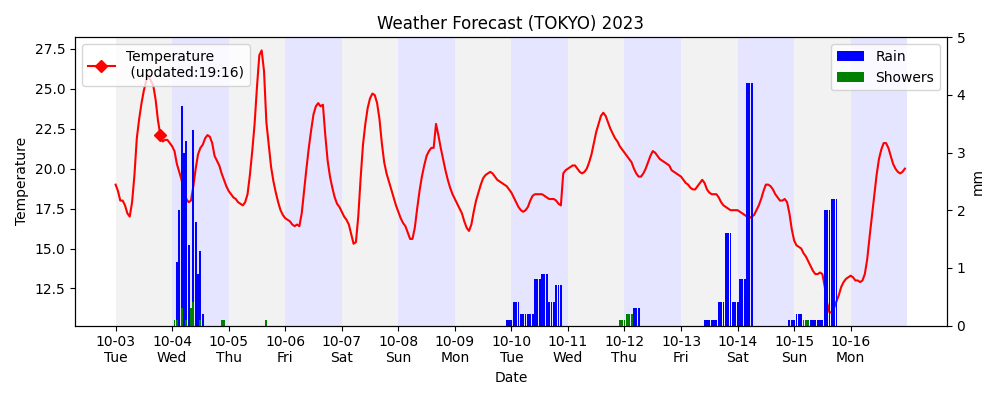 Weather Forecast (TOKYO) 2023
Temperature
(updated:19:16)
Rain
Showers
27.5
25.0
22.5
20.0
17.5
15.0
12.5
Temperature
5
4
3
2
1
0
mm
10-03 10-04 10-05 10-06 10-07 10-08 10-09 10-10 10-11 10-12 10-13 10-14 10-15 10-16
Tue Wed Thu Fri Sat Sun Mon Tue Wed Thu Fri Sat Sun Mon
Date